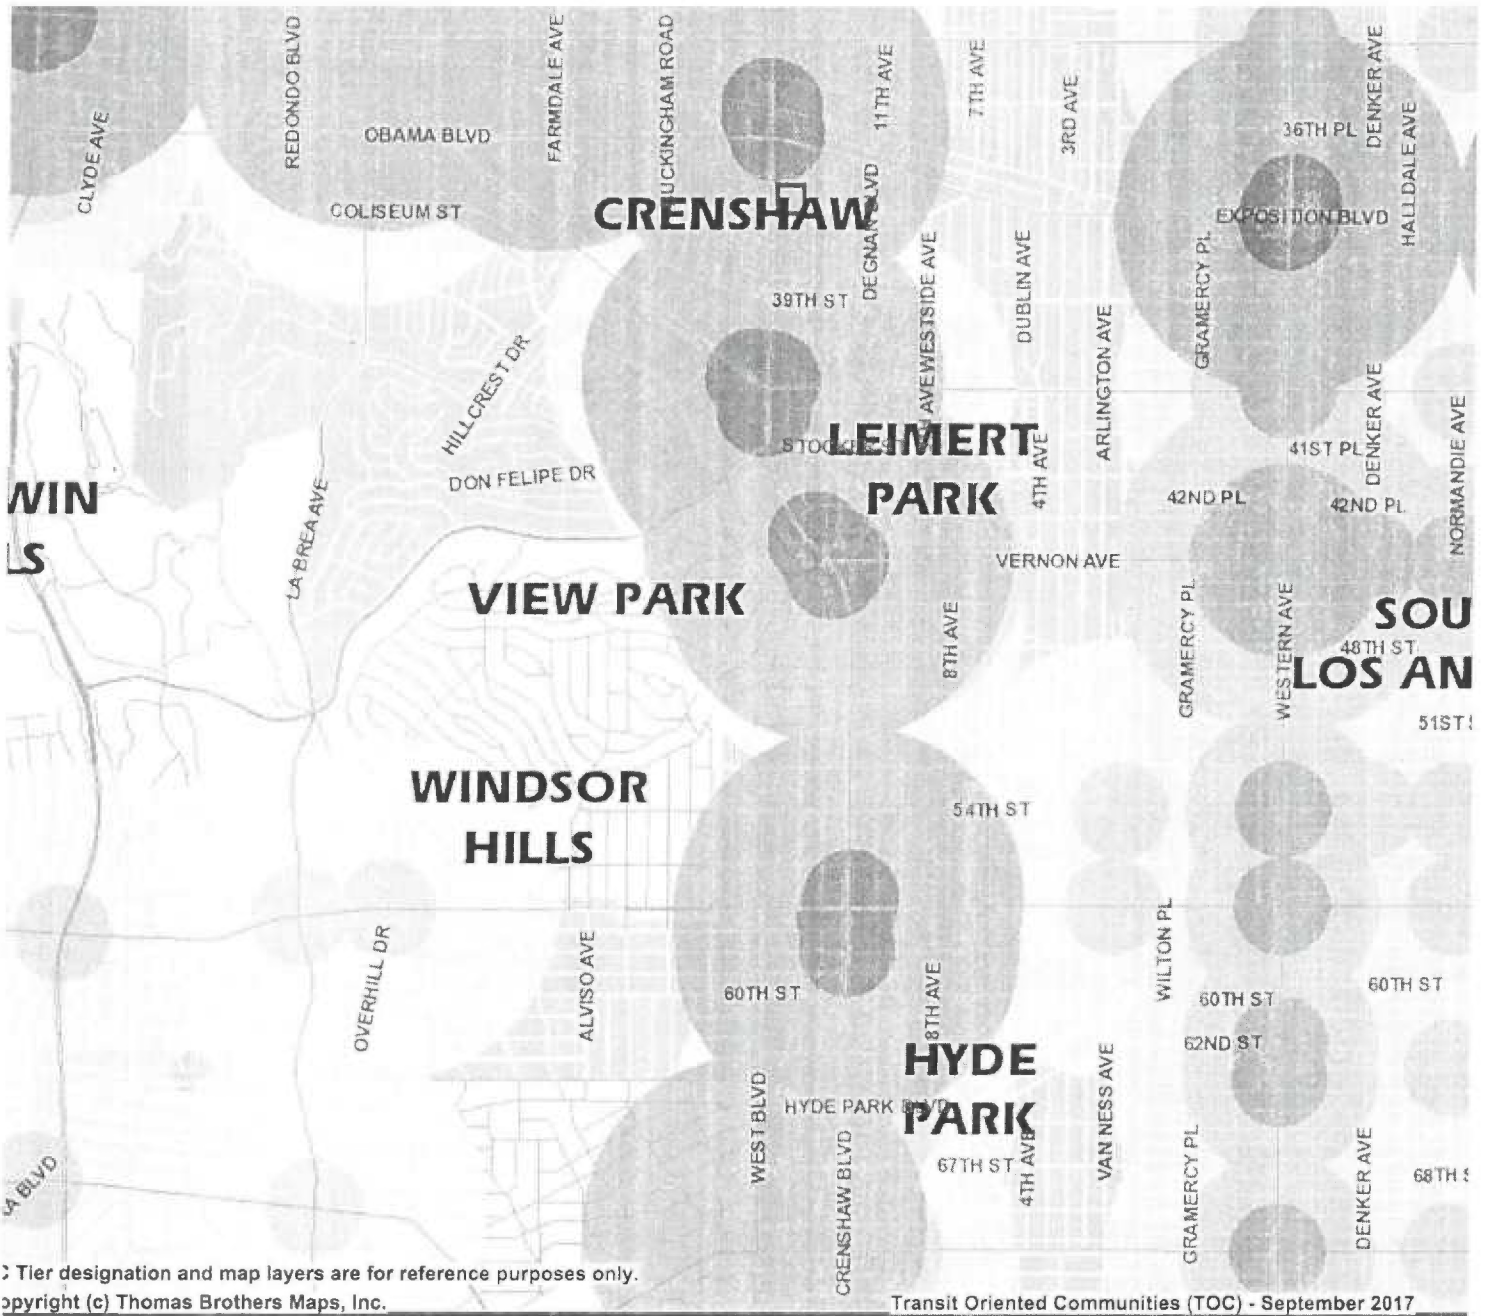 REDONDO BLVD
FARMDALE AVE
UCKINGHAM ROAD
11TH AVE
7TH AVE
3RD AVE
DENKER AVE
HALLDALE AVE
CLYDE AVE
OBAMA BLVD
36TH PL
COLISEUM ST
CRENSHAW
DEGNAN BLVD
EXPOSITION BLVD
GRAMERCY PL
39TH ST
WESTSIDE AVE
DUBLIN AVE
ARLINGTON AVE
HILLCREST DR
DENKER AVE
NORMANDIE AVE
STOCKER ST
LEIMERT
PARK
4TH AVE
41ST PL
DON FELIPE DR
42ND PL
42ND PL
WIN
LS
LA BREA AVE
VERNON AVE
VIEW PARK
8TH AVE
GRAMERCY PL
WESTERN AVE
SOU
48TH ST
LOS AN
51ST
WINDSOR
HILLS
54TH ST
OVERHILL DR
ALVISO AVE
60TH ST
8TH AVE
WILTON PL
60TH ST
60TH ST
62ND ST
HYDE
PARK
HYDE PARK BLVD
WEST BLVD
CRENSHAW BLVD
67TH ST
4TH AVE
VAN NESS AVE
GRAMERCY PL
DENKER AVE
68TH S
A BLVD
C Tier designation and map layers are for reference purposes only.
opyright (c) Thomas Brothers Maps, Inc.
Transit Oriented Communities (TOC) - September 2017